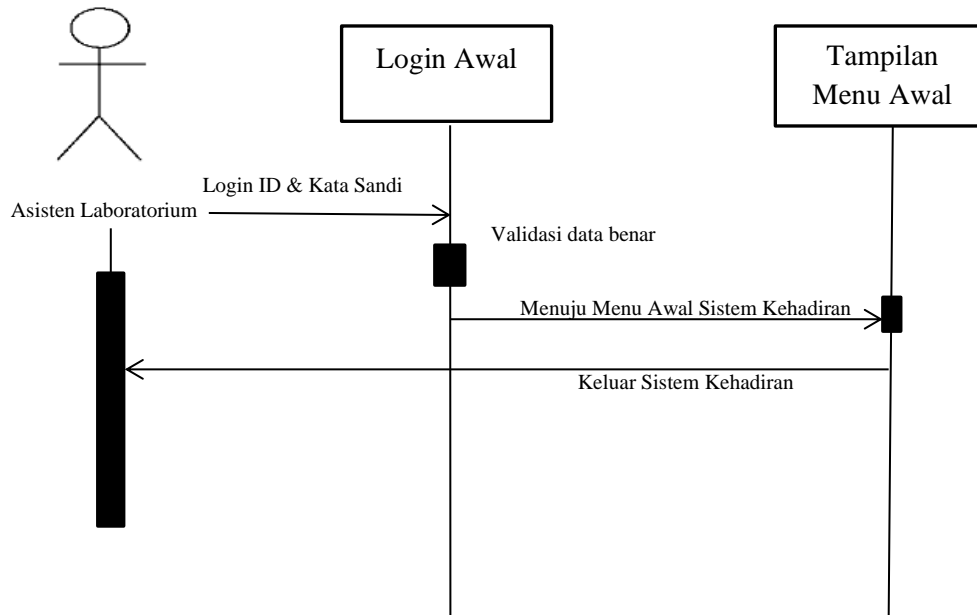 Login Awal
Tampilan
Menu Awal
Login ID & Kata Sandi
Asisten Laboratorium
Validasi data benar
Menuju Menu Awal Sistem Kehadiran
Keluar Sistem Kehadiran